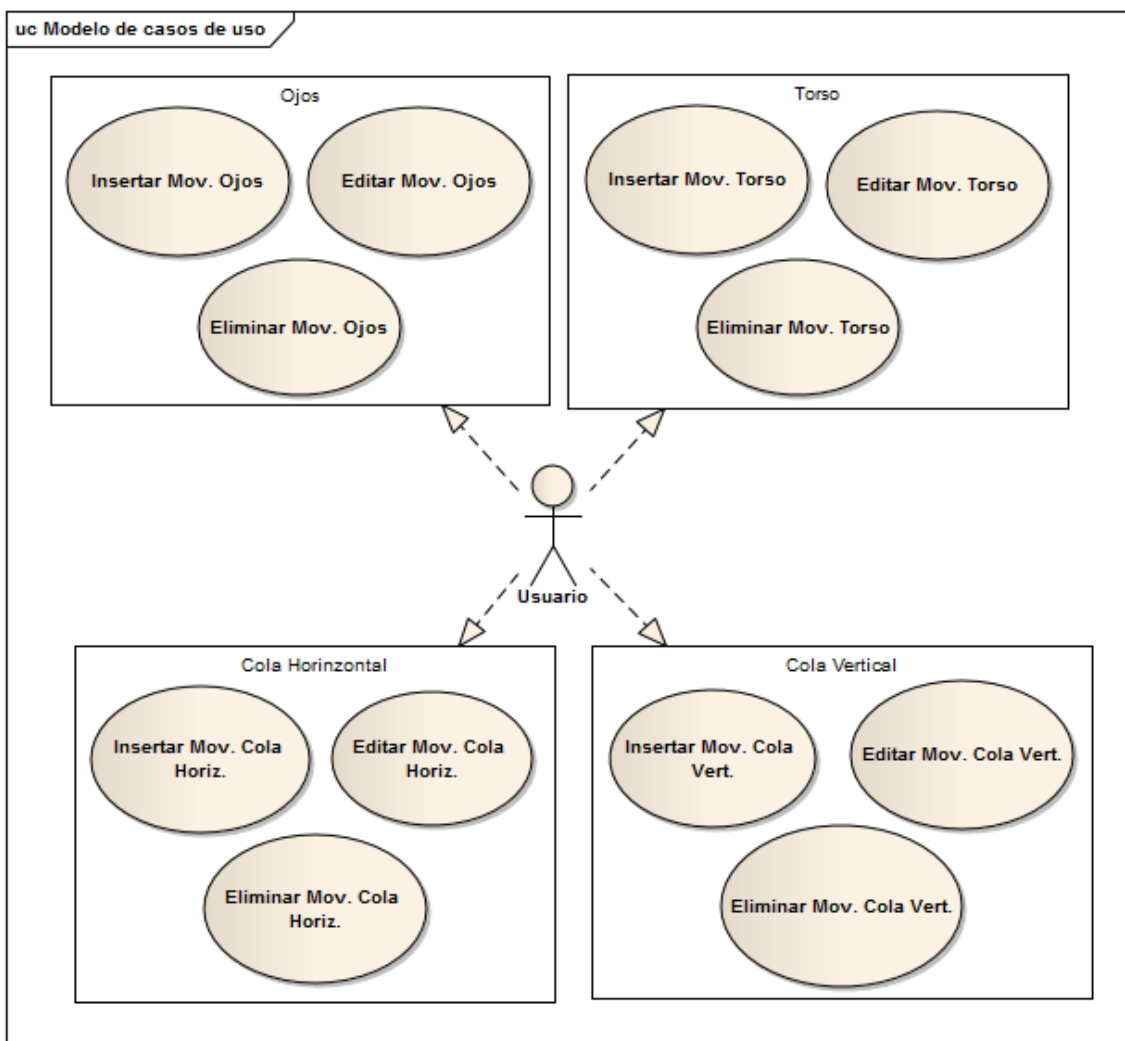 uc Modelo de casos de uso
Ojos
Insertar Mov. Ojos
Editar Mov. Ojos
Eliminar Mov. Ojos
Torso
Insertar Mov. Torso
Editar Mov. Torso
Eliminar Mov. Torso
Usuario
Cola Horinzontal
Insertar Mov. Cola
Horiz.
Editar Mov. Cola
Horiz.
Eliminar Mov. Cola
Horiz.
Cola Vertical
Insertar Mov. Cola
Vert.
Editar Mov. Cola Vert.
Eliminar Mov. Cola Vert.